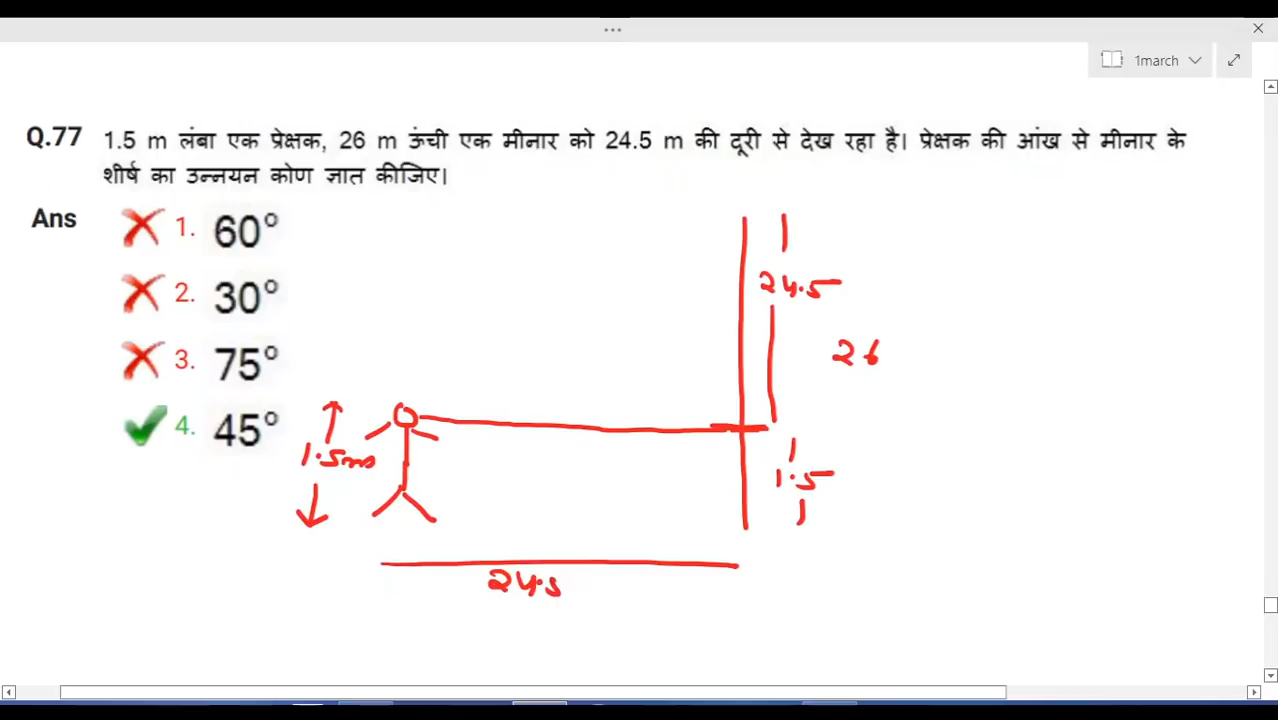 1march
Q.77 1.5 m लंबा एक प्रेक्षक, 26 m ऊंची एक मीनार को 24.5 m की दूरी से देख रहा है। प्रेक्षक की आंख से मीनार के
शीर्ष का उन्नयन कोण ज्ञात कीजिए।
Ans
1. 60°
2. 30°
3. 75°
4. 45°
24.5
26
1.5m
1.5
24.5